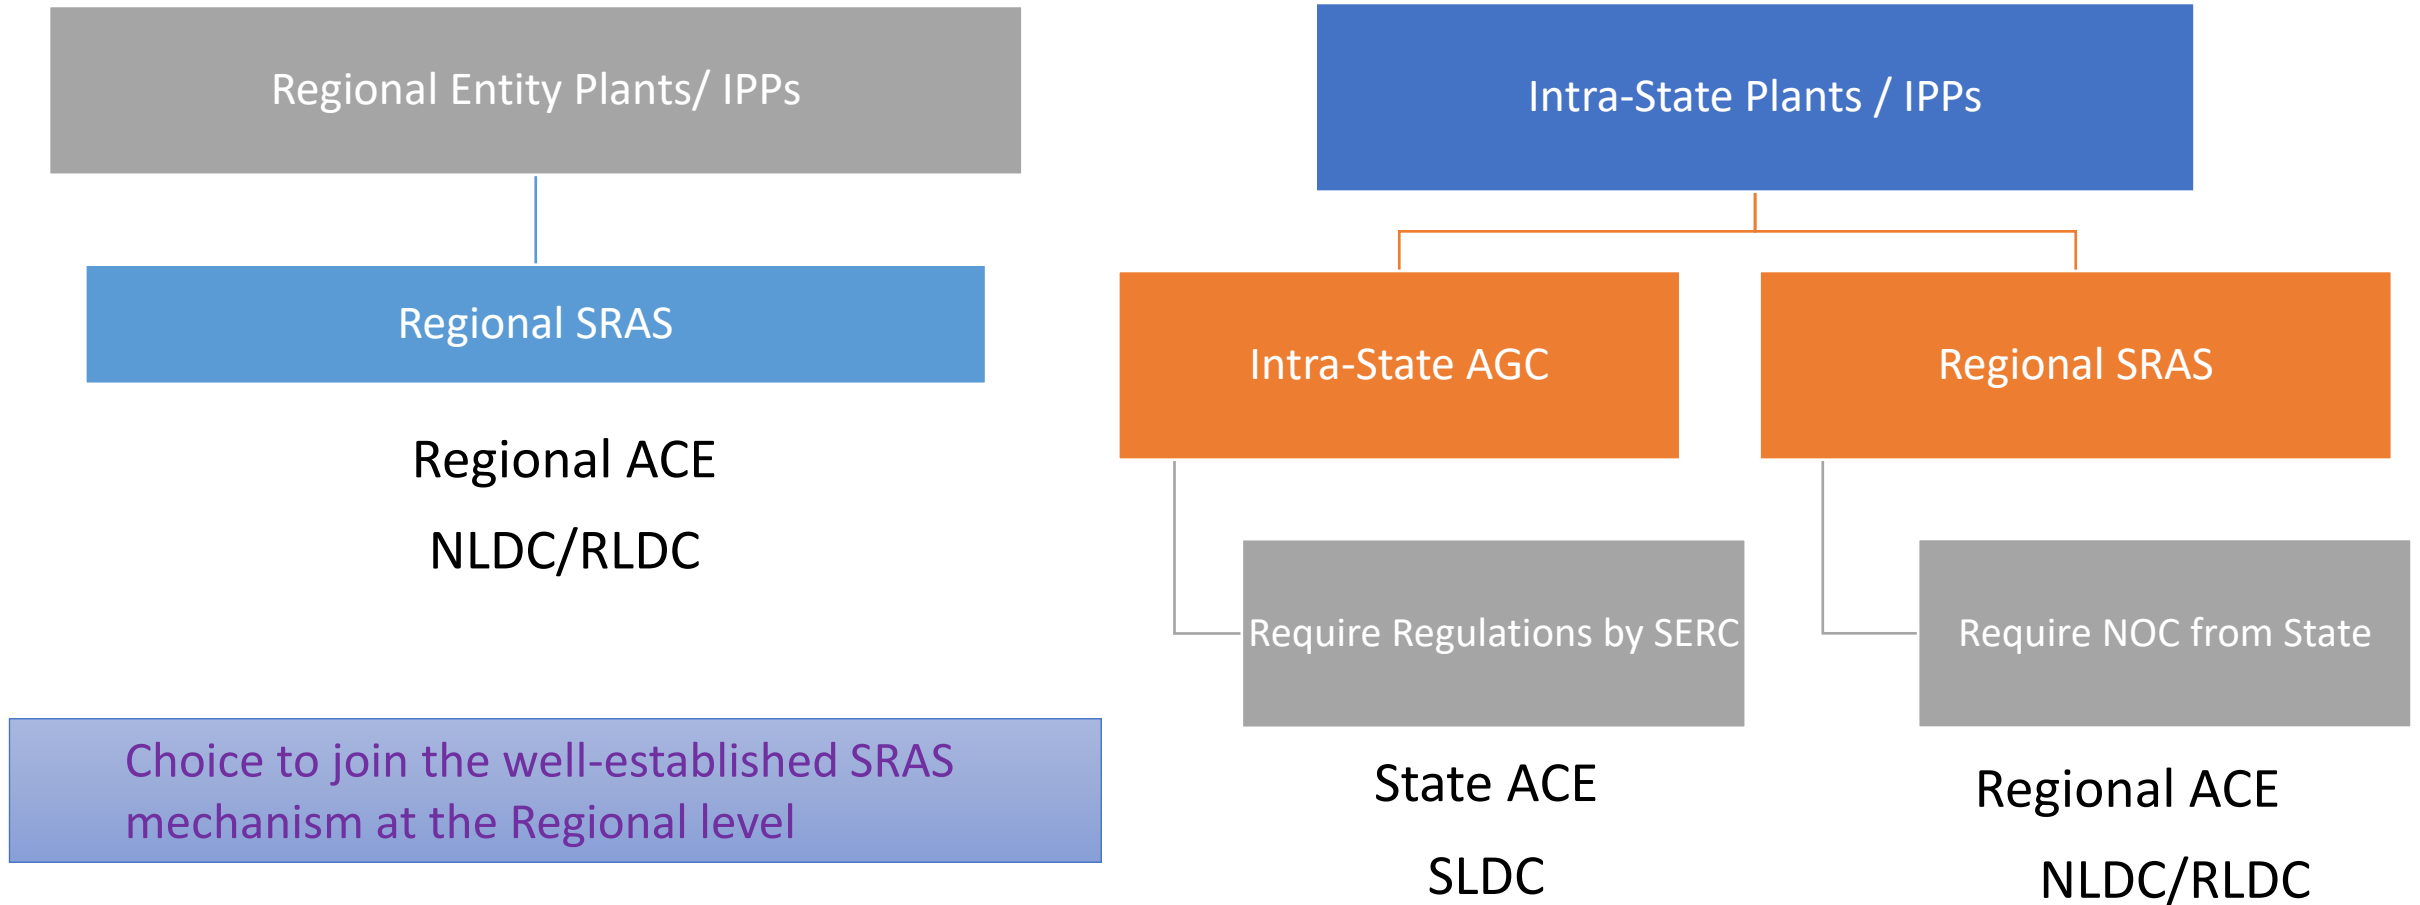 Regional Entity Plants/ IPPs
Regional SRAS
Regional ACE
NLDC/RLDC
Choice to join the well-established SRAS
mechanism at the Regional level
Intra-State Plants / IPPs
Intra-State AGC
Regional SRAS
Require Regulations by SERC
Require NOC from State
State ACE
SLDC
Regional ACE
NLDC/RLDC